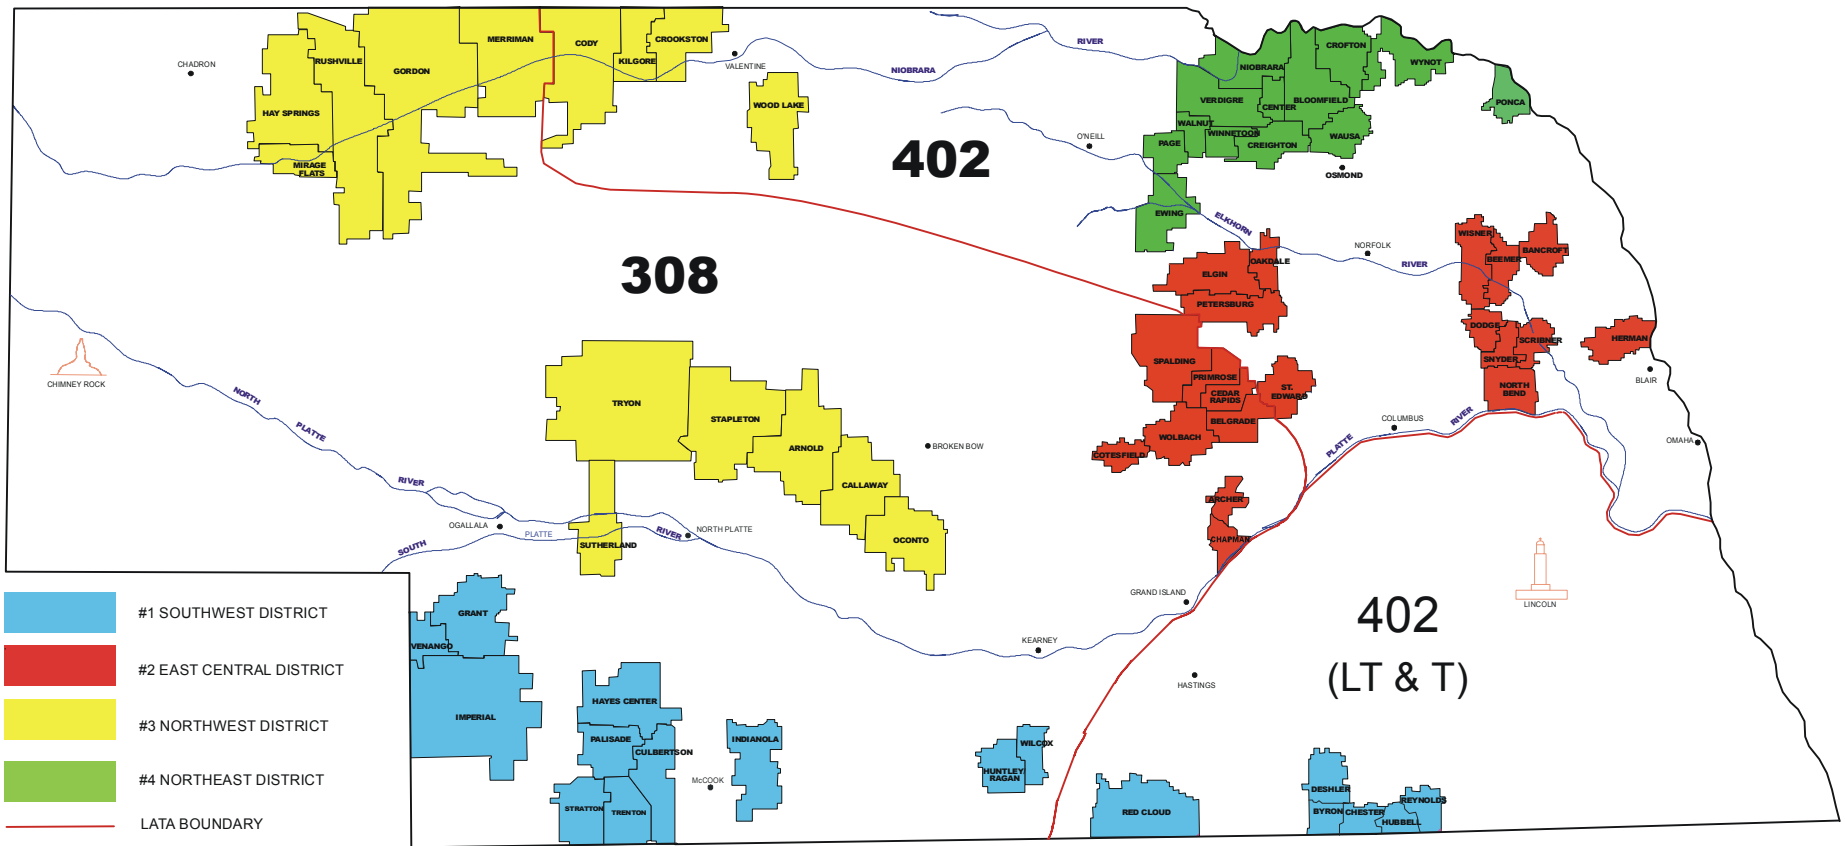 CHADRON
RUSHVILLE
GORDON
MERRIMAN
CODY
KILGORE
CROOKSTON
VALENTINE
HAY SPRINGS
MIRAGE
FLATS
WOOD LAKE
NIOBRARA
RIVER
402
308
O'NEILL
NIOBRARA
CROFTON
WYNOT
PONCA
VERDIGRE
CENTER
BLOOMFIELD
WALNUT
WINNETOON
WAUSA
PAGE
CREIGHTON
OSMOND
EWING
ELKHORN
RIVER
NORFOLK
WISNER
BEEMER
BANCROFT
OAKDALE
ELGIN
PETERSBURG
DODGE
SCRIBNER
SNYDER
HERMAN
NORTH
BEND
BLAIR
SPALDING
PRIMROSE
CEDAR
RAPIDS
ST.
EDWARD
BELGRADE
WOLBACH
COTESFIELD
COLUMBUS
PLATTE
RIVER
OMAHA
ARCHER
CHAPMAN
CHIMNEY ROCK
NORTH
PLATTE
RIVER
TRYON
STAPLETON
ARNOLD
CALLAWAY
OCONTO
BROKEN BOW
OGALLALA
PLATTE
SOUTH
SUTHERLAND
RIVER
NORTH PLATTE
GRAND ISLAND
KEARNEY
HASTINGS
402
(LT & T)
LINCOLN
GRANT
VENANGO
IMPERIAL
HAYES CENTER
PALISADE
CULBERTSON
STRATTON
TRENTON
McCOOK
INDIANOLA
WILCOX
HUNTLEY
RAGAN
RED CLOUD
DESHLER
BYRON
CHESTER
HUBBELL
REYNOLDS
#1 SOUTHWEST DISTRICT
#2 EAST CENTRAL DISTRICT
#3 NORTHWEST DISTRICT
#4 NORTHEAST DISTRICT
LATA BOUNDARY